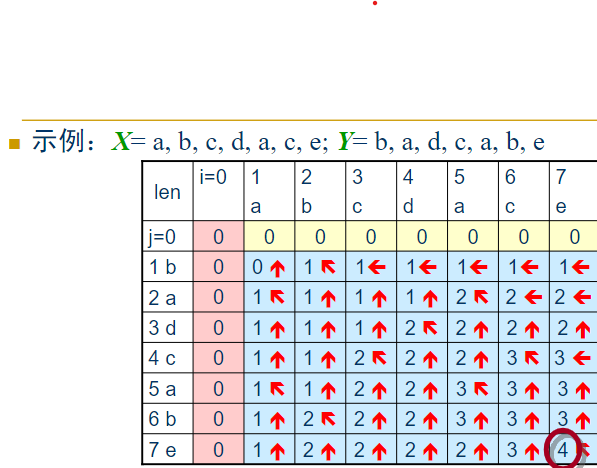 示例：X= a, b, c, d, a, c, e; Y= b, a, d, c, a, b, e
len i=0 1 a 2 b 3 c 4 d 5 a 6 c 7 e
j=0 0 0 0 0 0 0 0 0
1 b 0 0↑ 1↖ 1← 1← 1← 1← 1←
2 a 0 1↖ 1↑ 1↑ 1↑ 2↖ 2← 2←
3 d 0 1↑ 1↑ 1↑ 2↖ 2↑ 2↑ 2↑
4 c 0 1↑ 1↑ 2↖ 2↑ 2↑ 3↖ 3←
5 a 0 1↖ 1↑ 2↑ 2↑ 3↖ 3↑ 3↑
6 b 0 1↑ 2↖ 2↑ 2↑ 3↑ 3↑ 3↑
7 e 0 1↑ 2↑ 2↑ 2↑ 2↑ 3↑ 4↖